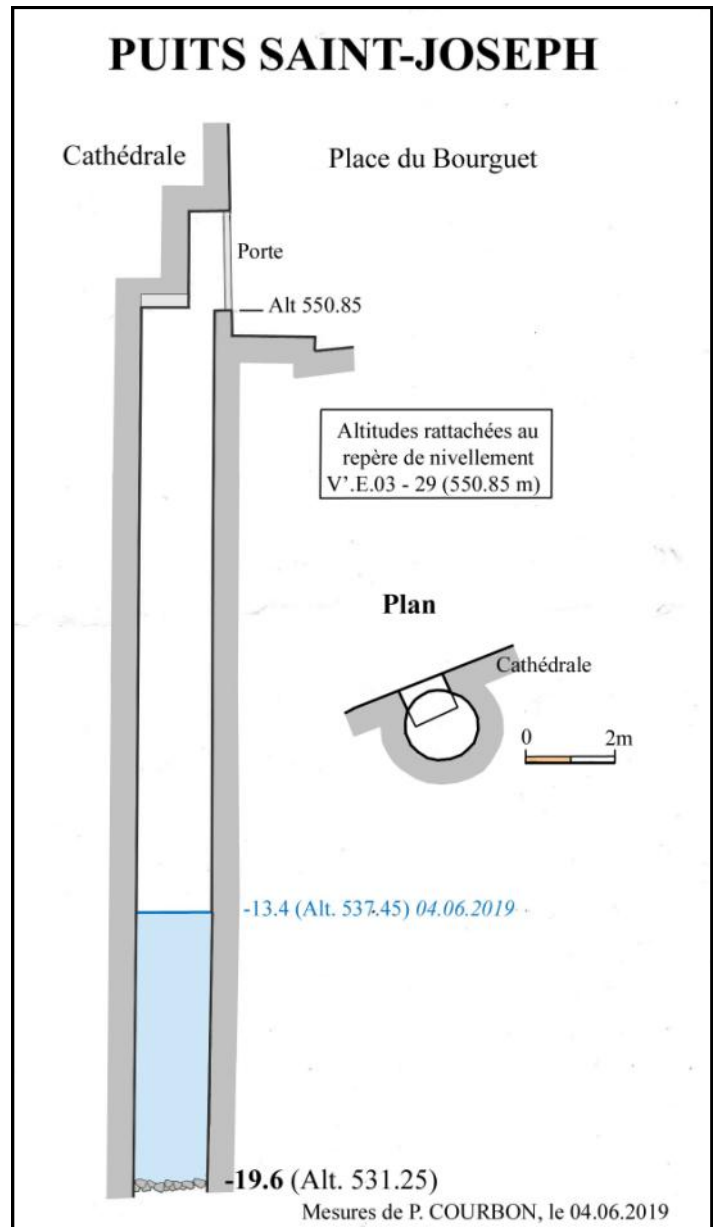 PUITS SAINT-JOSEPH
Cathédrale
Place du Bourguet
Porte
Alt 550.85
Altitudes rattachées au
repère de nivellement
V'.E.03 - 29 (550.85 m)
Plan
Cathédrale
0 2m
-13.4 (Alt. 537.45) 04.06.2019
-19.6 (Alt. 531.25)
Mesures de P. COURBON, le 04.06.2019